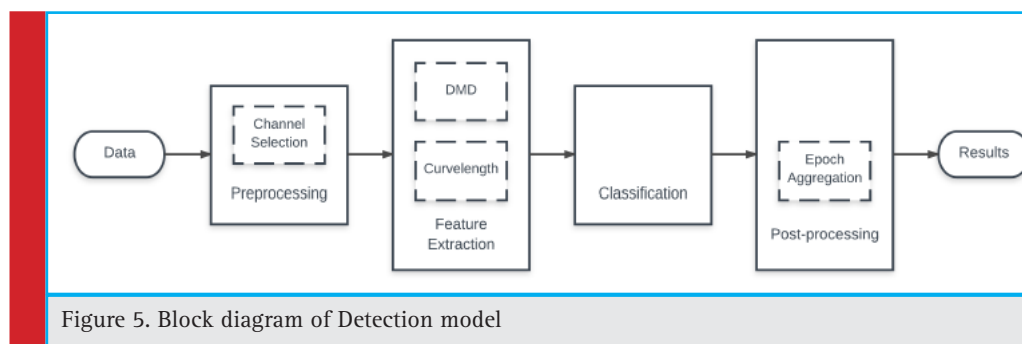 Data
Channel
Selection
Preprocessing
DMD
Curvelength
Feature
Extraction
Classification
Epoch
Aggregation
Post-processing
Results
Figure 5. Block diagram of Detection model